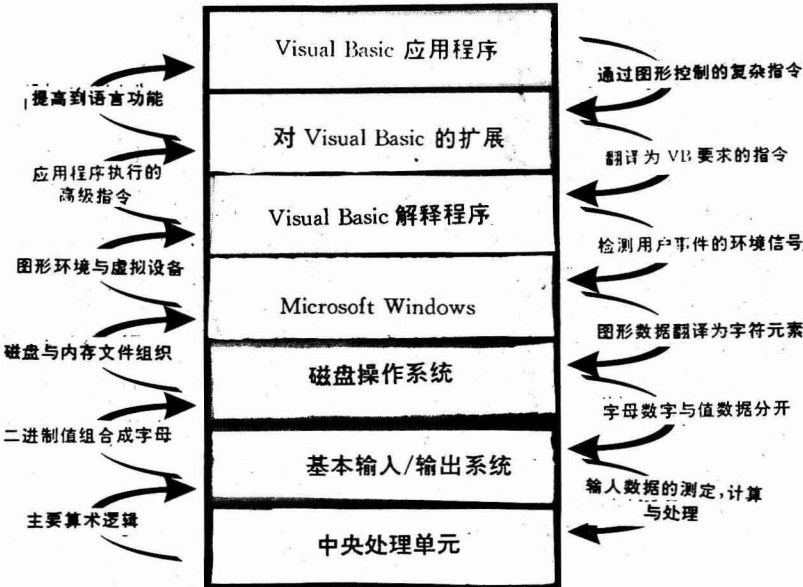 Visual Basic 应用程序
通过图形控制的复杂指令
提高到语言功能
对 Visual Basic 的扩展
翻译为 VB 要求的指令
应用程序执行的
高级指令
Visual Basic 解释程序
检测用户事件的环境信号
图形环境与虚拟设备
Microsoft Windows
图形数据翻译为字符元素
磁盘与内存文件组织
磁盘操作系统
字母数字与值数据分开
二进制值组合成字母
基本输入/输出系统
输人数据的测定,计算
与处理
主要算术逻辑
中央处理单元